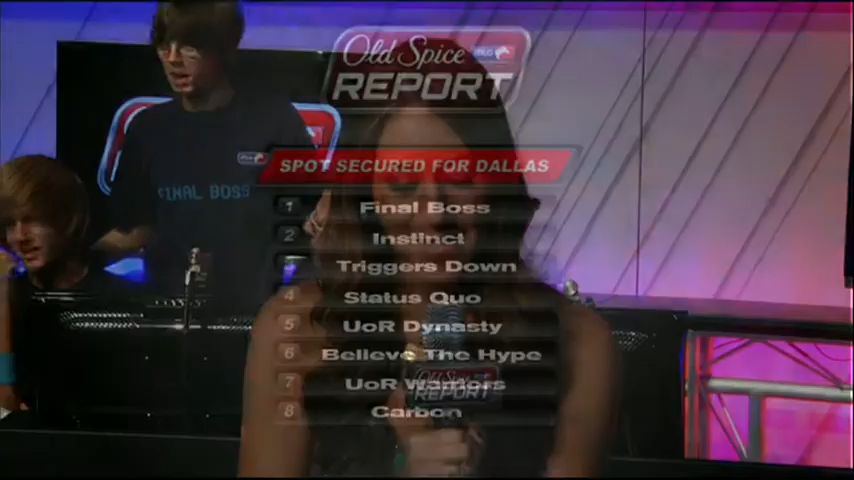 Old Spice MLG
REPORT
SPOT SECURED FOR DALLAS
1 Final Boss
2 Instinct
Triggers Down
4 Status Quo
5 UoR Dynasty
6 Believe The Hype
7 UoR Warriors
8 Carbon
FINAL BOSS
Old Spice
REPORT